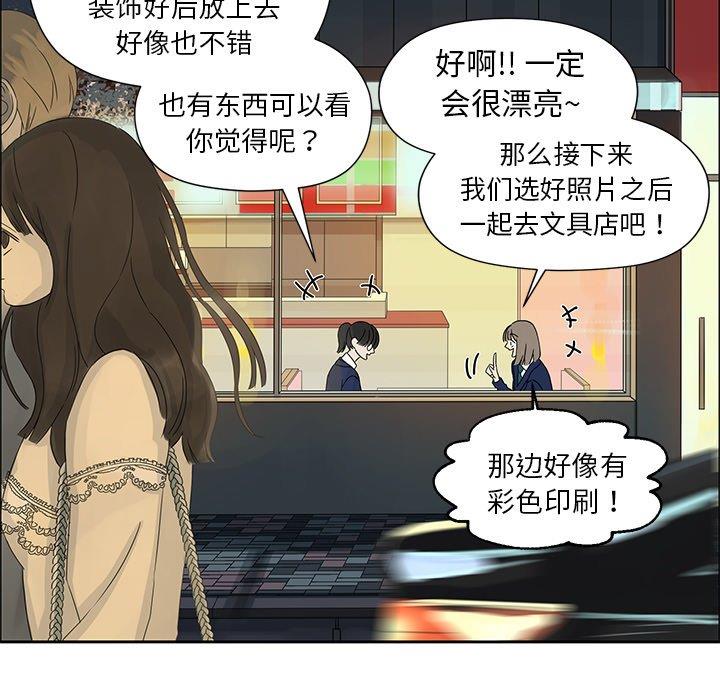 装饰好后放上去
好像也不错
也有东西可以看
你觉得呢？
好啊!! 一定
会很漂亮~
那么接下来
我们选好照片之后
一起去文具店吧！
那边好像有
彩色印刷！